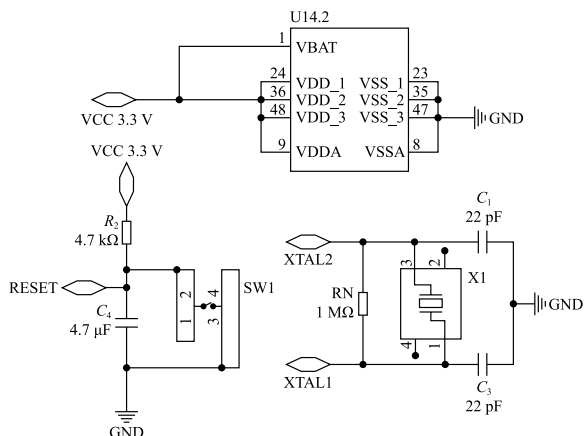 U14.2
1 VBAT
24 VDD_1 VSS_1 23
36 VDD_2 VSS_2 35
48 VDD_3 VSS_3 47
9 VDDA VSSA 8
VCC 3.3 V
GND
VCC 3.3 V
R2
4.7 kΩ
RESET
C4
4.7 μF
1 2
3 4
SW1
GND
C1
22 pF
XTAL2
3 2
X1
RN
1 MΩ
GND
4 1
XTAL1
C3
22 pF